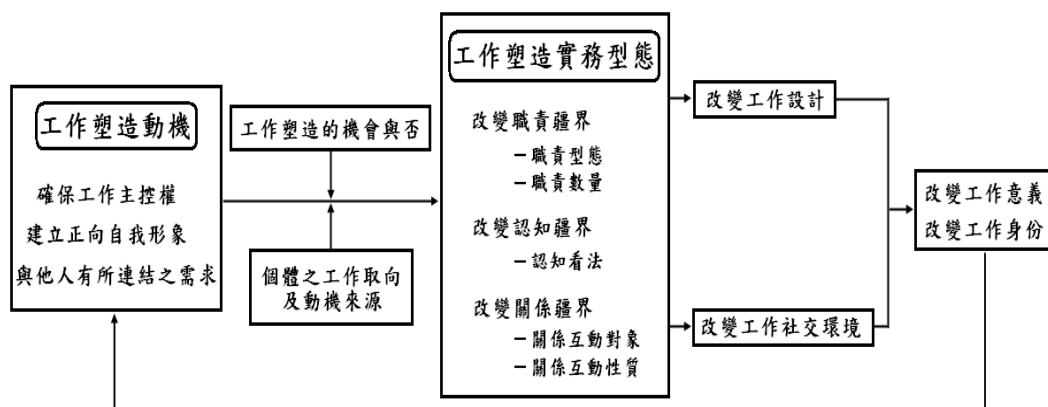 工作塑造動機
確保工作主控權
建立正向自我形象
與他人有所連結之需求
工作塑造的機會與否
個體之工作取向
及動機來源
工作塑造實務型態
改變職責疆界
－職責型態
－職責數量
改變認知疆界
－認知看法
改變關係疆界
－關係互動對象
－關係互動性質
改變工作設計
改變工作社交環境
改變工作意義
改變工作身份